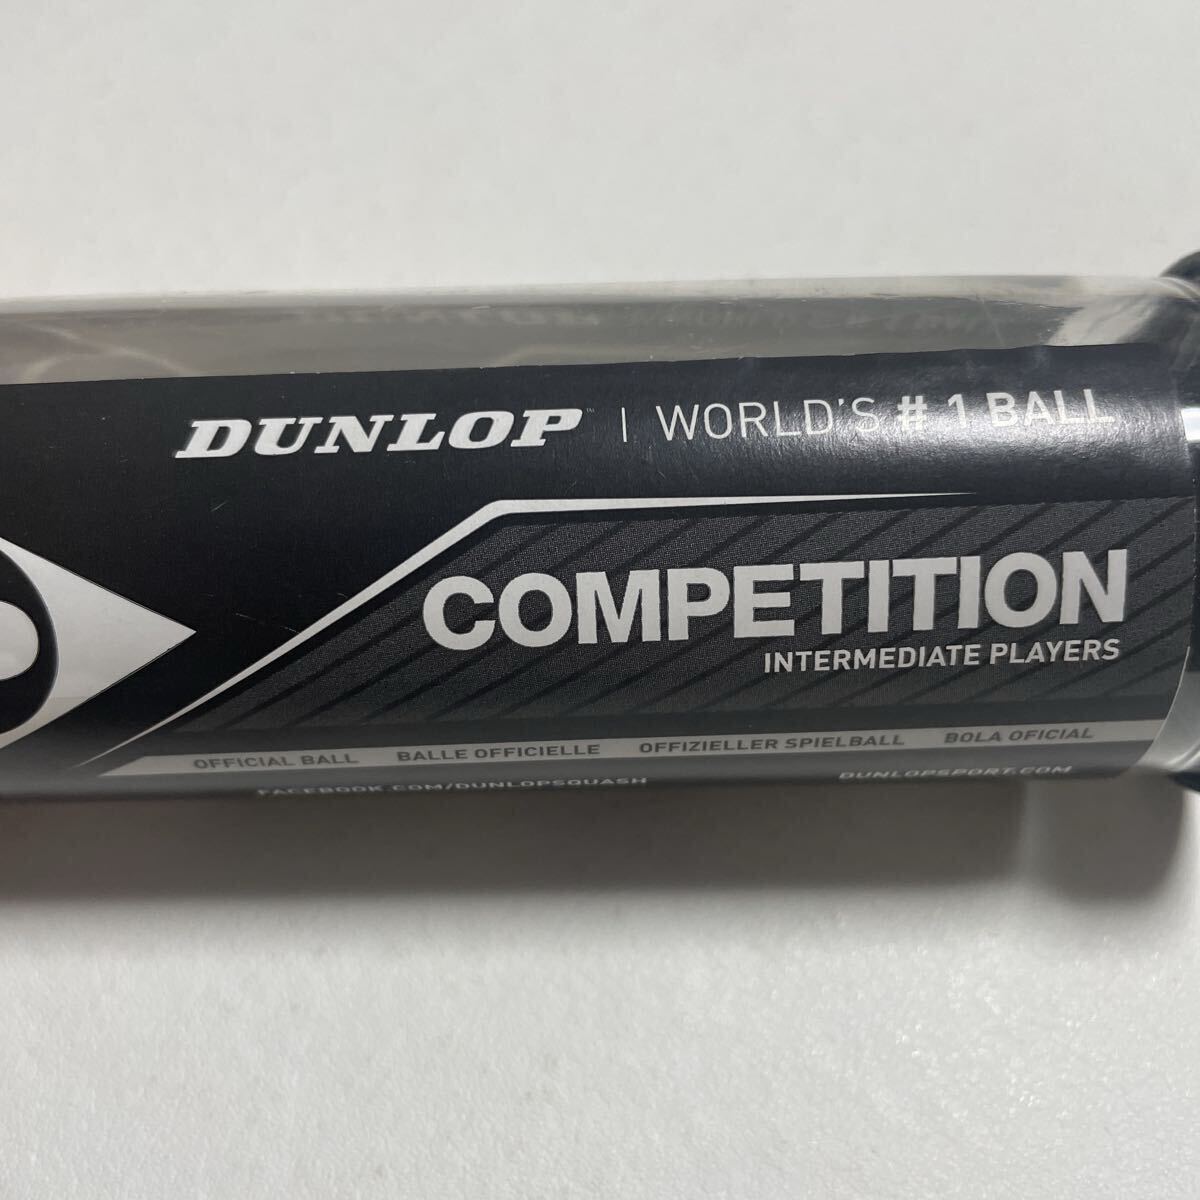 DUNLOP™ | WORLD'S # 1 BALL
COMPETITION
INTERMEDIATE PLAYERS
OFFICIAL BALL BALLE OFFICIELLE OFFIZIELLER SPIELBALL BOLA OFICIAL
FACEBOOK.COM/DUNLOPSQUASH DUNLOPSPORT.COM